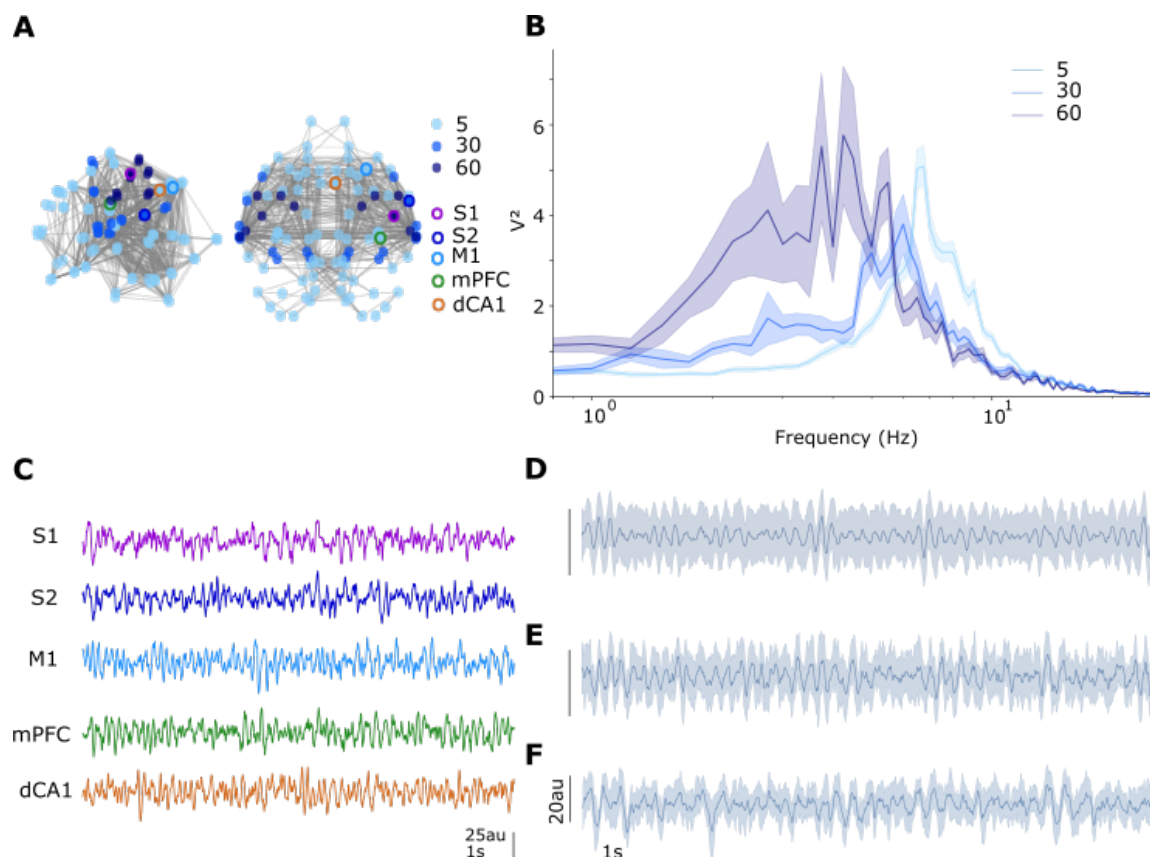 A
5
30
60
S1
S2
M1
mPFC
dCA1
B
5
30
60
V²
6
4
2
0
10⁰
10¹
Frequency (Hz)
C
S1
S2
M1
mPFC
dCA1
25au
1s
D
E
F
20au
1s